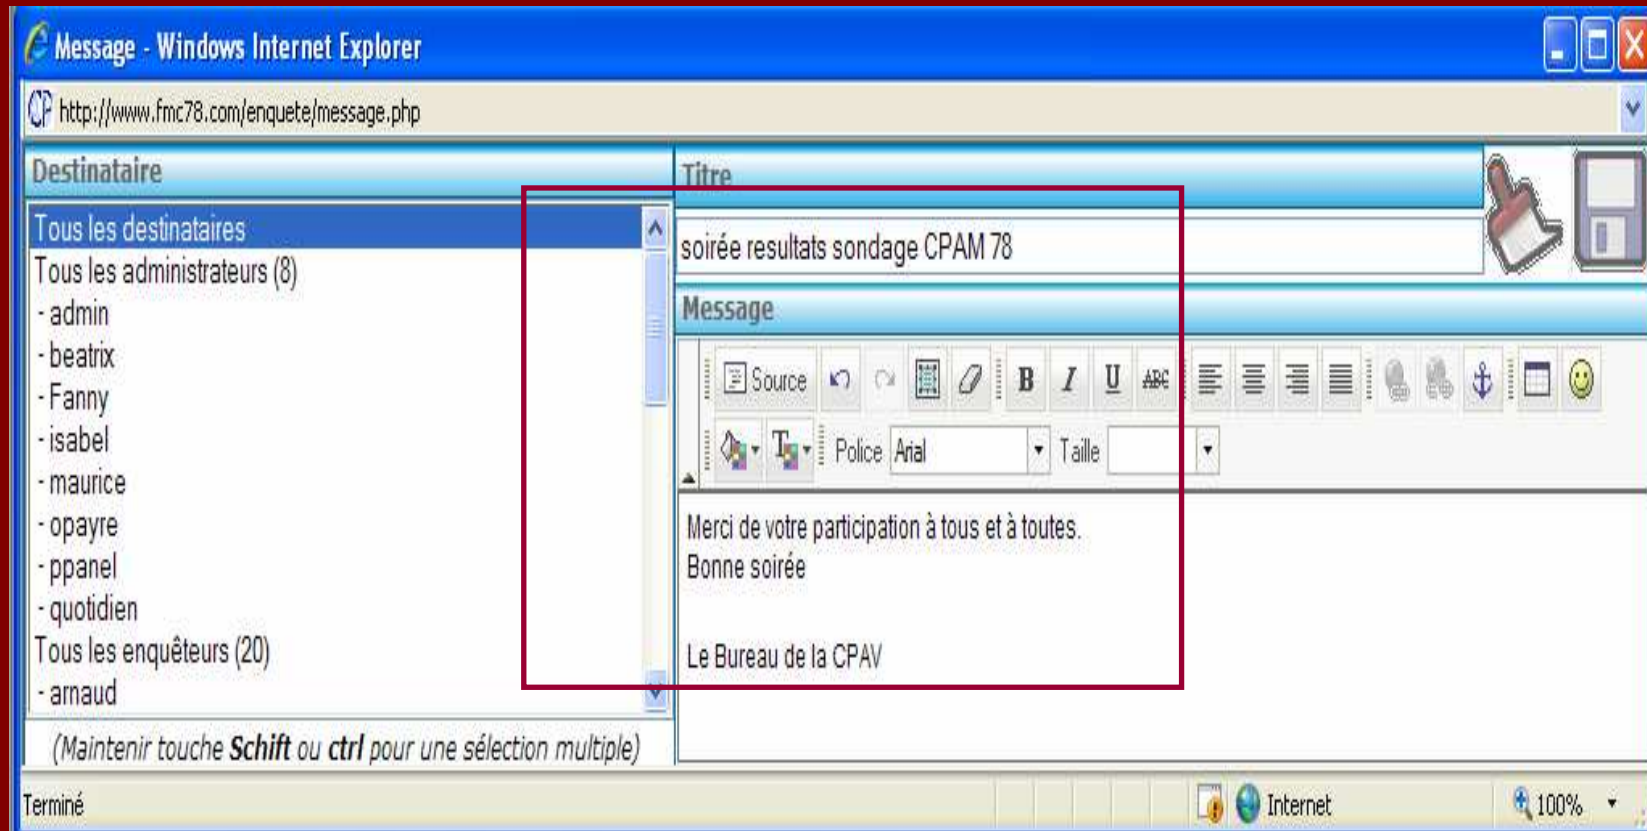 Message - Windows Internet Explorer
http://www.fmc78.com/enquete/message.php
Destinataire
Tous les destinataires
Tous les administrateurs (8)
- admin
- beatrix
- Fanny
- isabel
- maurice
- opayre
- ppanel
- quotidien
Tous les enquêteurs (20)
- arnaud
(Maintenir touche Schift ou ctrl pour une sélection multiple)
Titre
soirée resultats sondage CPAM 78
Message
Source B I U ABC
Police Arial Taille
Merci de votre participation à tous et à toutes.
Bonne soirée
Le Bureau de la CPAV
Terminé
Internet
100%